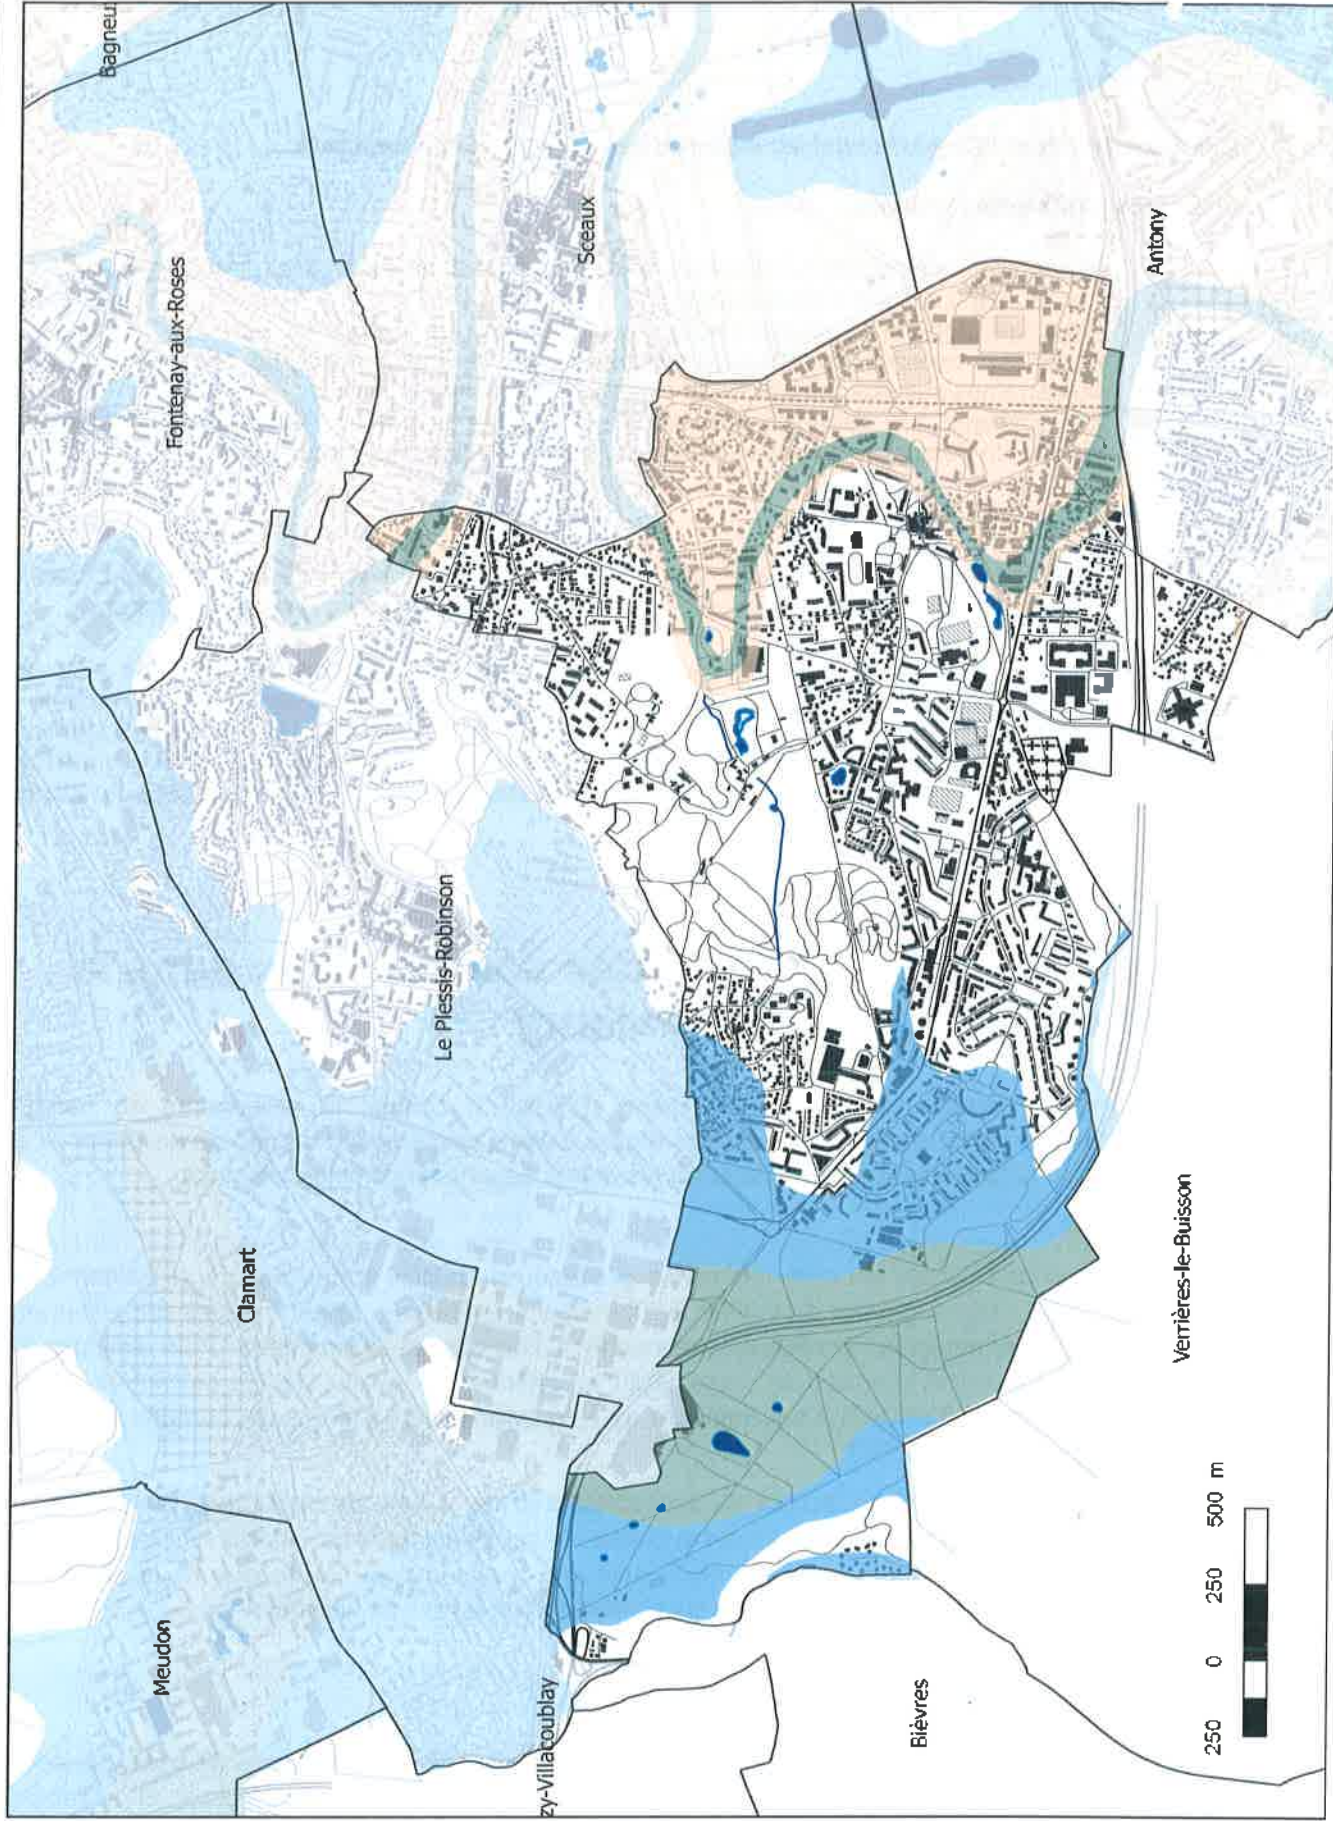 Bagneu
Fontenay-aux-Roses
Sceaux
Antony
Le Plessis-Robinson
Clamart
Verrières-le-Buisson
Meudon
zy-Villacoublay
Bièvres
250 0 250 500 m